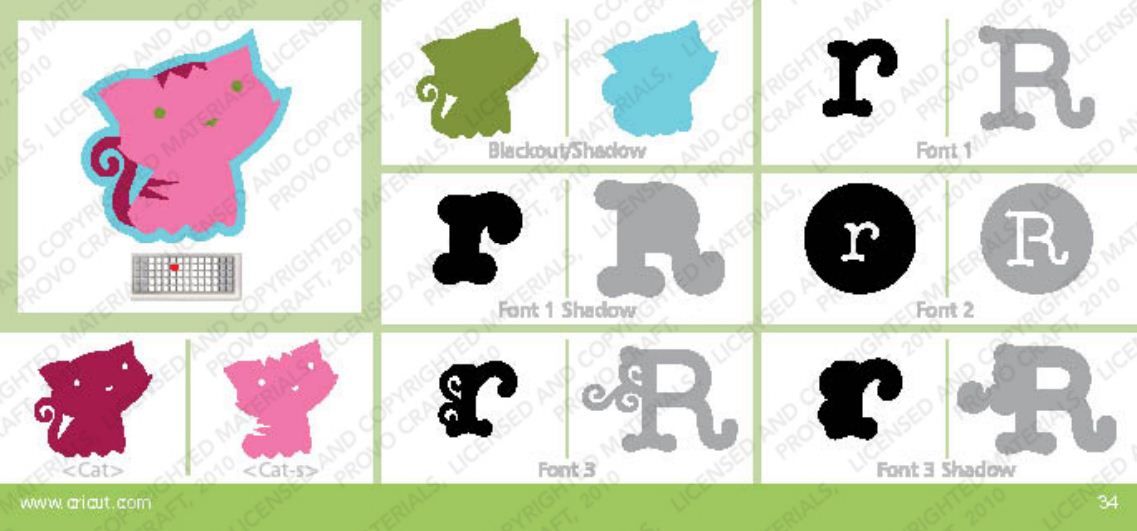 Blackout/Shadow
r R
Font 1
r R
Font 1 Shadow
r R
Font 2
<Cat> <Cat-s>
r R
Font 3
r R
Font 3 Shadow
www.cricut.com 34
LICENSED AND COPYRIGHTED MATERIALS, PROVO CRAFT, 2010